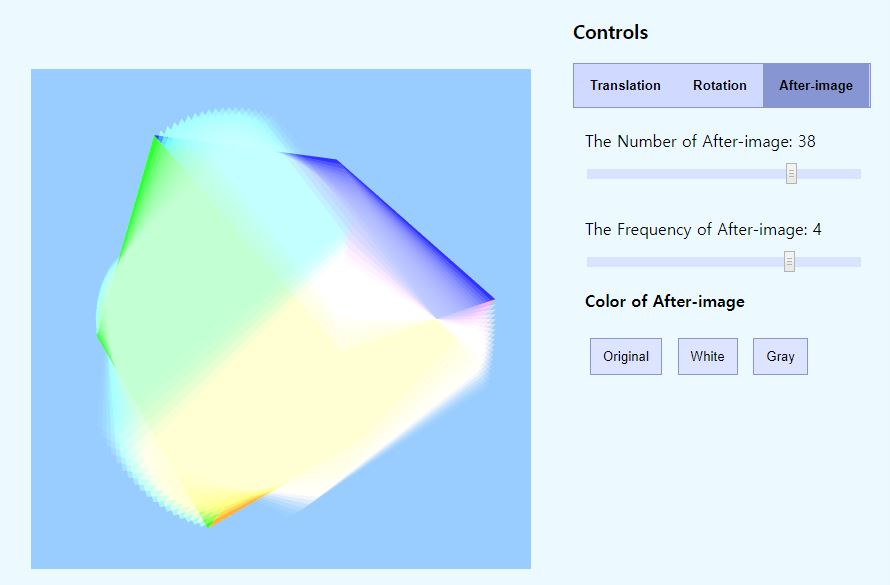 Controls
Translation Rotation After-image
The Number of After-image: 38
The Frequency of After-image: 4
Color of After-image
Original White Gray